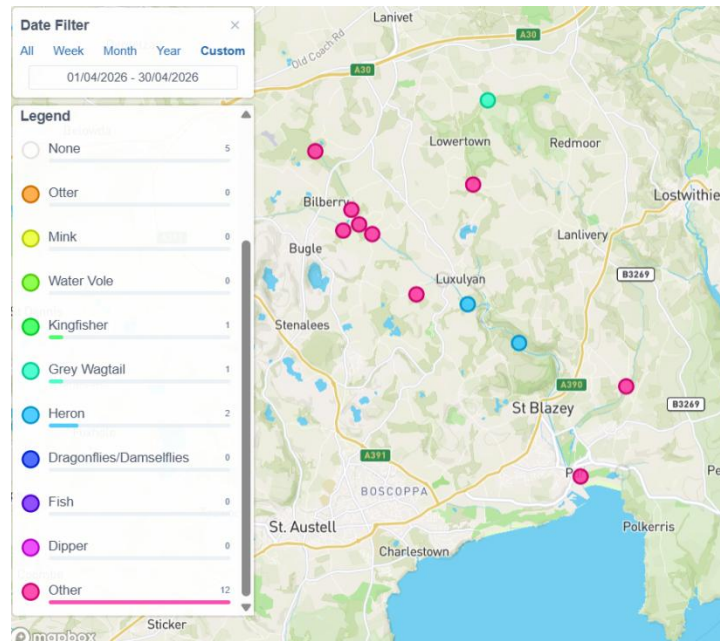 Date Filter ×
All Week Month Year Custom
01/04/2026 - 30/04/2026
Legend
None 5
Otter 0
Mink 0
Water Vole 0
Kingfisher 1
Grey Wagtail 1
Heron 2
Dragonflies/Damselflies 0
Fish 0
Dipper 0
Other 12
mapbox
Lanivet
Old Coach Rd
A30
A30
Lowertown
Redmoor
Bilberry
Lostwithie
Lanlivery
Bugle
B3269
Luxulyan
Stenalees
A390
B3269
St Blazey
A391
P
Pe
BOSCOPPA
St. Austell
Polkerris
Charlestown
Sticker